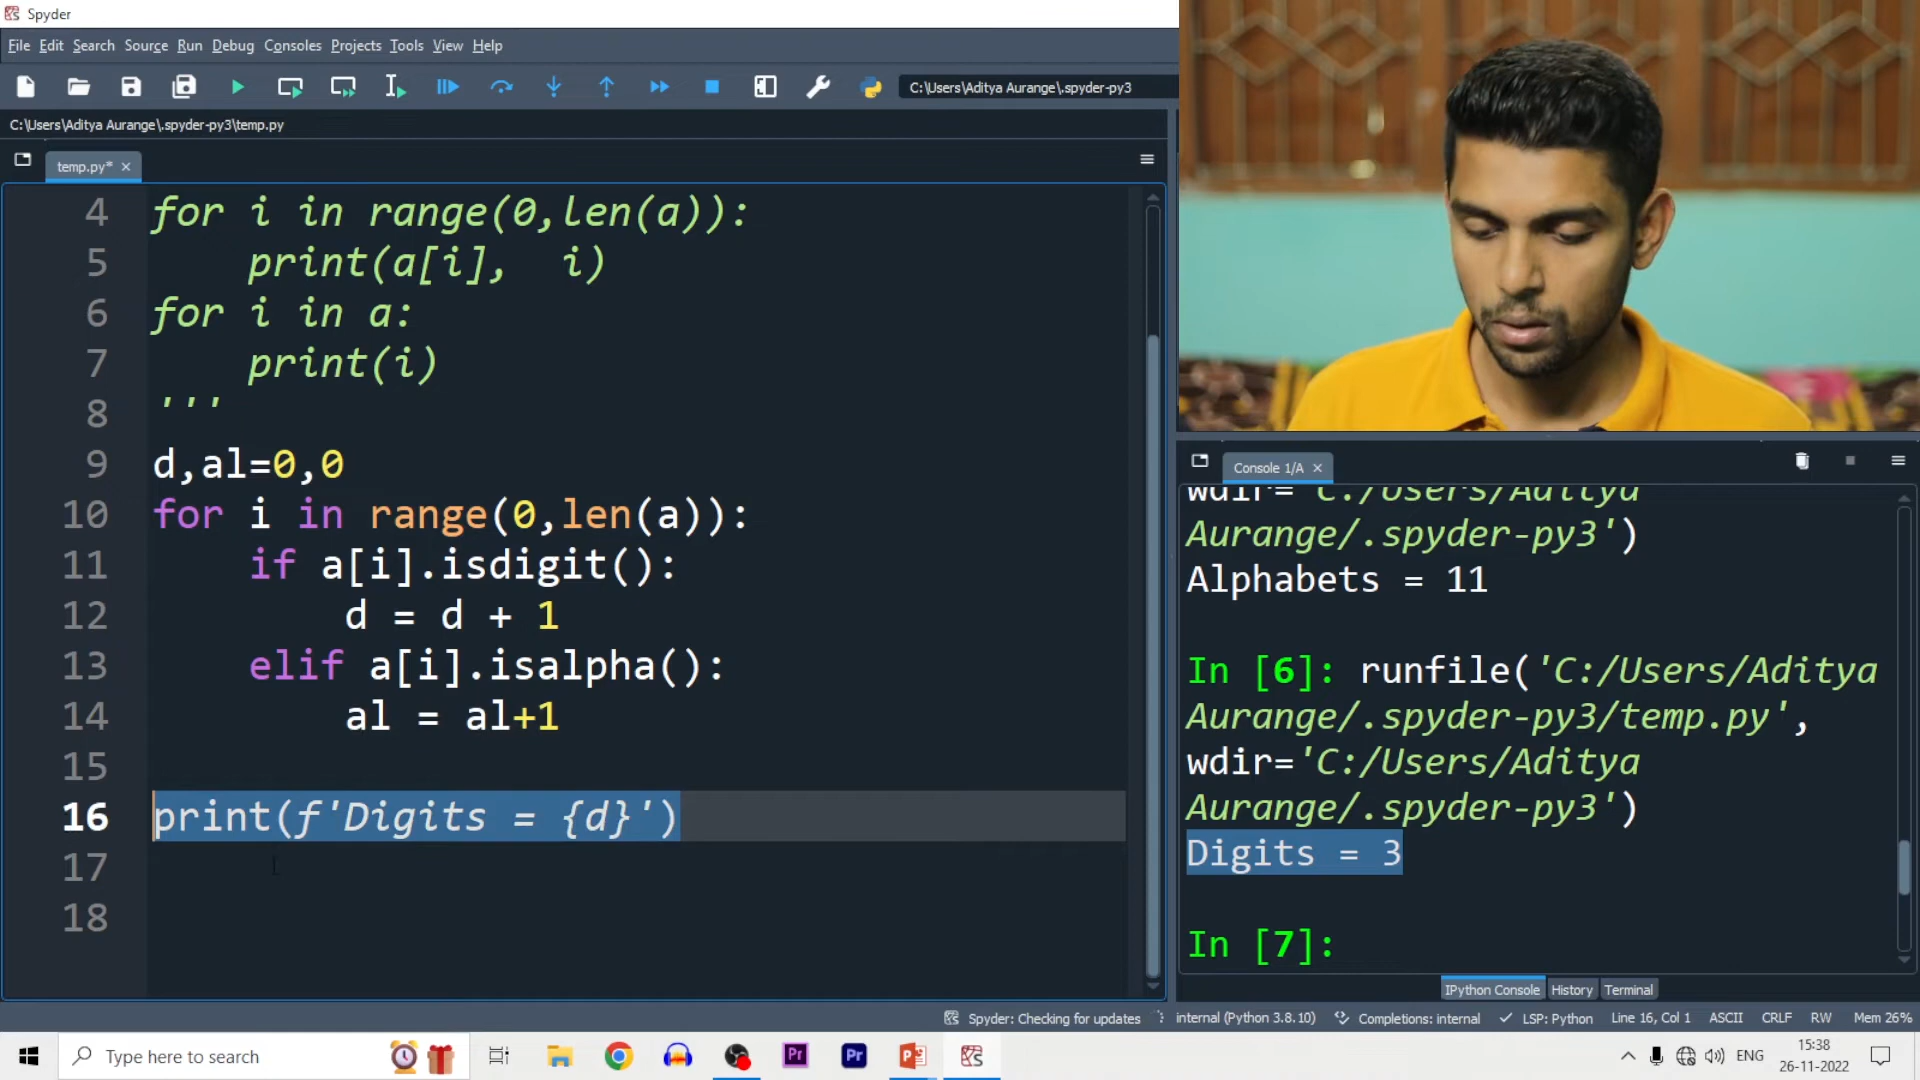 Spyder
File Edit Search Source Run Debug Consoles Projects Tools View Help
C:\Users\Aditya Aurange\.spyder-py3
C:\Users\Aditya Aurange\.spyder-py3\temp.py
temp.py*
4 for i in range(0,len(a)):
5 print(a[i], i)
6 for i in a:
7 print(i)
8 '''
9 d,al=0,0
10 for i in range(0,len(a)):
11 if a[i].isdigit():
12 d = d + 1
13 elif a[i].isalpha():
14 al = al+1
15
16 print(f'Digits = {d}')
17
18
Console 1/A
wdir='C:/Users/Aditya
Aurange/.spyder-py3')
Alphabets = 11
In [6]: runfile('C:/Users/Aditya
Aurange/.spyder-py3/temp.py',
wdir='C:/Users/Aditya
Aurange/.spyder-py3')
Digits = 3
In [7]:
IPython Console History Terminal
Spyder: Checking for updates internal (Python 3.8.10) Completions: internal LSP: Python Line 16, Col 1 ASCII CRLF RW Mem 26%
Type here to search
Pr Pr
ENG
15:38
26-11-2022